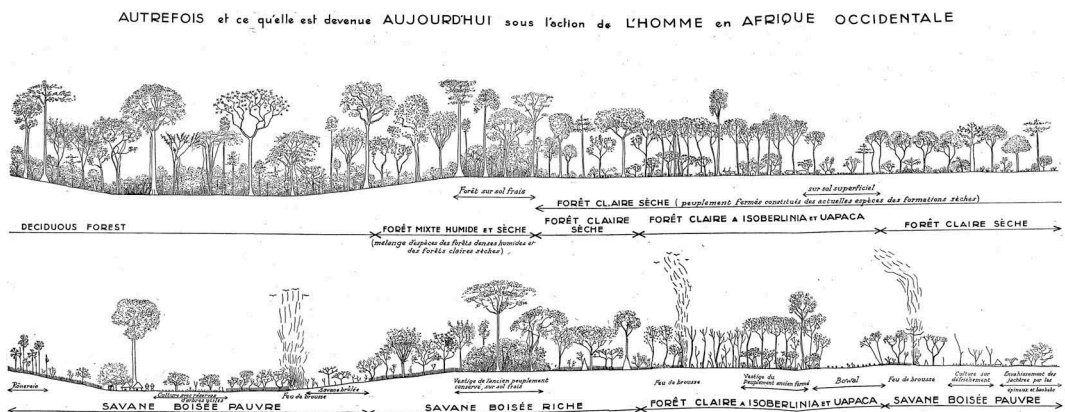 AUTREFOIS et ce qu'elle est devenue AUJOURD'HUI sous l'action de L'HOMME en AFRIQUE OCCIDENTALE
Forêt sur sol frais
sur sol superficiel
FORÊT CLAIRE SÈCHE (peuplement fermés constitués des actuelles espèces des formations sèches)
DECIDUOUS FOREST
FORÊT MIXTE HUMIDE ET SÈCHE
(mélange d'espèces des forêts denses humides et
des forêts claires sèches)
FORÊT CLAIRE
SÈCHE
FORÊT CLAIRE A ISOBERLINIA ET UAPACA
FORÊT CLAIRE SÈCHE
Rôneraie
Culture avec réserves
d'arbres utiles
Feu de brousse
Savane brûlée
Vestige de l'ancien peuplement
conservé, sur sol frais
Feu de brousse
Vestige du
Peuplement ancien fermé
Bowal
Feu de brousse
Culture sur
défrichement
Envahissement des
jachères par les
épineux et bambous
SAVANE BOISÉE PAUVRE
SAVANE BOISÉE RICHE
FORÊT CLAIRE A ISOBERLINIA ET UAPACA
SAVANE BOISÉE PAUVRE